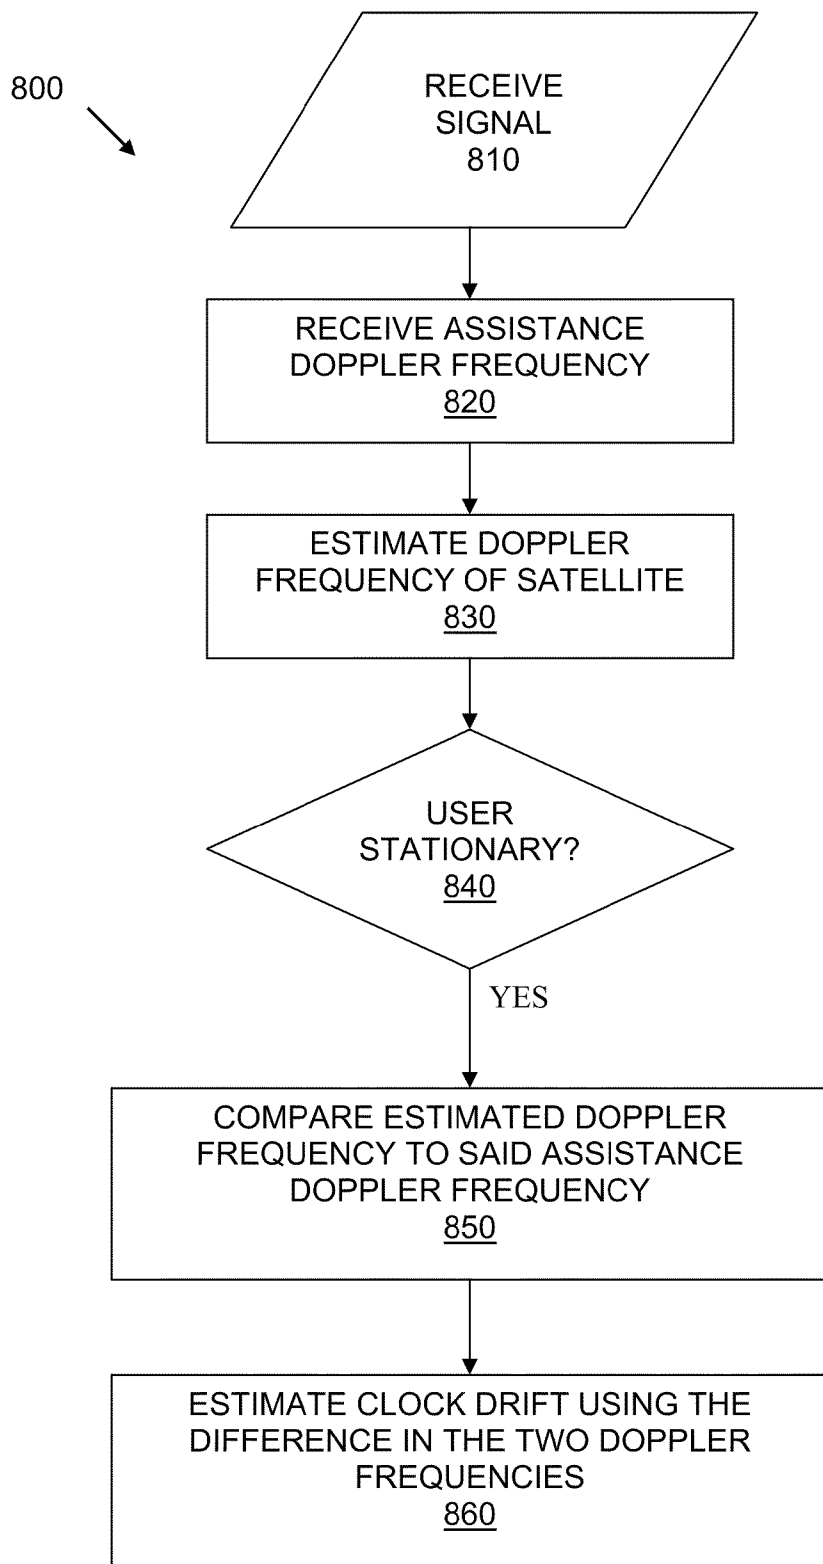 800
RECEIVE
SIGNAL
810
RECEIVE ASSISTANCE
DOPPLER FREQUENCY
820
ESTIMATE DOPPLER
FREQUENCY OF SATELLITE
830
USER
STATIONARY?
840
YES
COMPARE ESTIMATED DOPPLER
FREQUENCY TO SAID ASSISTANCE
DOPPLER FREQUENCY
850
ESTIMATE CLOCK DRIFT USING THE
DIFFERENCE IN THE TWO DOPPLER
FREQUENCIES
860